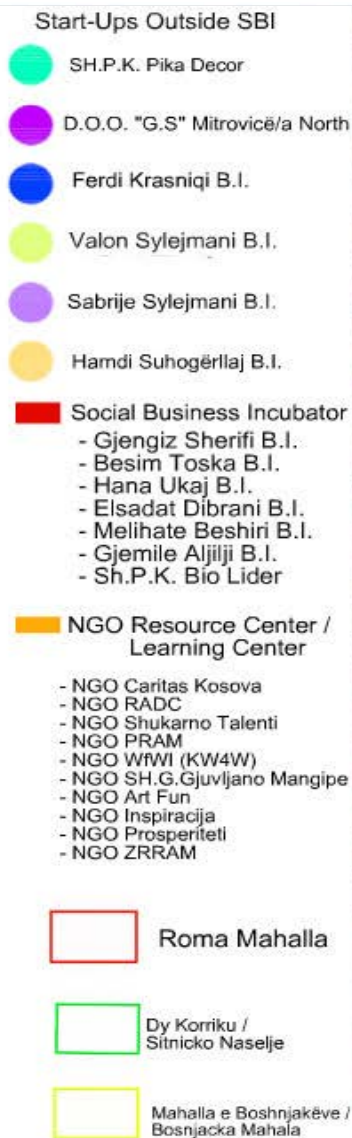 Start-Ups Outside SBI
SH.P.K. Pika Decor
D.O.O. "G.S" Mitrovicë/a North
Ferdi Krasniqi B.I.
Valon Sylejmani B.I.
Sabrije Sylejmani B.I.
Hamdi Suhogërllaj B.I.
Social Business Incubator
- Gjengiz Sherifi B.I.
- Besim Toska B.I.
- Hana Ukaj B.I.
- Elsadat Dibrani B.I.
- Melihate Beshiri B.I.
- Gjemile Aljilji B.I.
- Sh.P.K. Bio Lider
NGO Resource Center /
Learning Center
- NGO Caritas Kosova
- NGO RADC
- NGO Shukarno Talenti
- NGO PRAM
- NGO WfWI (KW4W)
- NGO SH.G.Gjuvljano Mangipe
- NGO Art Fun
- NGO Inspiracija
- NGO Prosperiteti
- NGO ZRRAM
Roma Mahalla
Dy Korriku /
Sitnicko Naselje
Mahalla e Boshnjakëve /
Bosnjacka Mahala